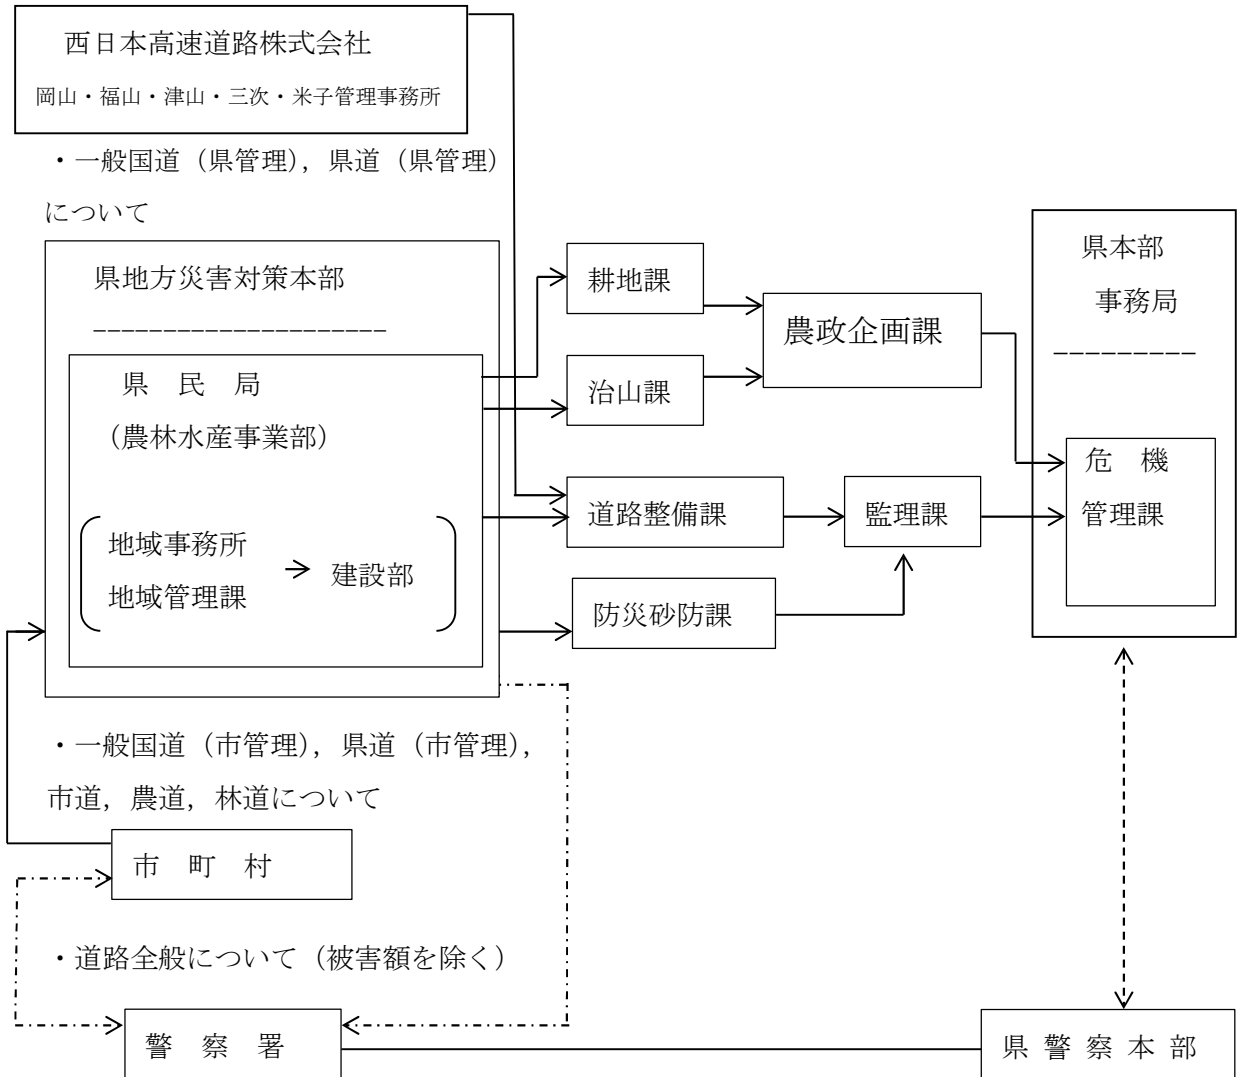 西日本高速道路株式会社
岡山・福山・津山・三次・米子管理事務所
・一般国道（県管理），県道（県管理）
について
県地方災害対策本部
県　民　局
（農林水産事業部）
地域事務所
地域管理課
建設部
耕地課
治山課
農政企画課
道路整備課
監理課
防災砂防課
県本部
事務局
危　機
管理課
・一般国道（市管理），県道（市管理），
市道，農道，林道について
市　町　村
・道路全般について（被害額を除く）
警　察　署
県 警 察 本 部